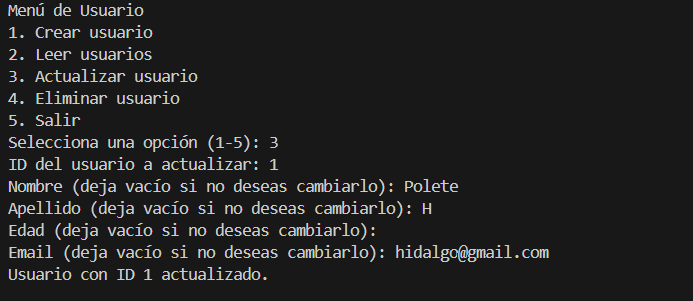 Menú de Usuario
1. Crear usuario
2. Leer usuarios
3. Actualizar usuario
4. Eliminar usuario
5. Salir
Selecciona una opción (1-5): 3
ID del usuario a actualizar: 1
Nombre (deja vacío si no deseas cambiarlo): Polete
Apellido (deja vacío si no deseas cambiarlo): H
Edad (deja vacío si no deseas cambiarlo):
Email (deja vacío si no deseas cambiarlo): hidalgo@gmail.com
Usuario con ID 1 actualizado.